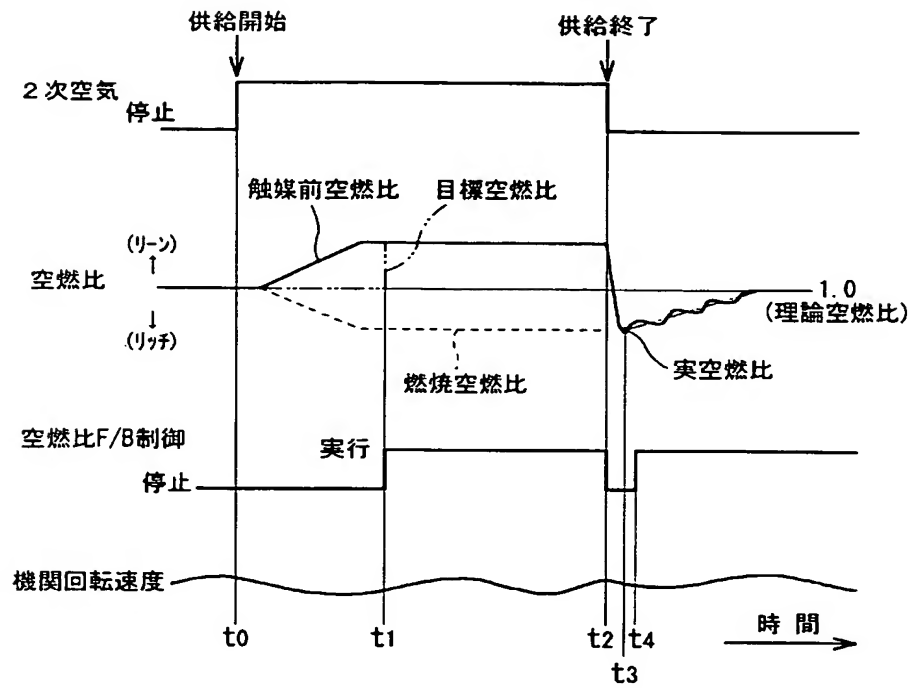 供給開始
供給終了
2次空気
停止
触媒前空燃比
目標空燃比
(リーン)
↑
空燃比
↓
(リッチ)
1.0
(理論空燃比)
燃焼空燃比
実空燃比
空燃比F/B制御
実行
停止
機関回転速度
t0
t1
t2
t4
時間
t3